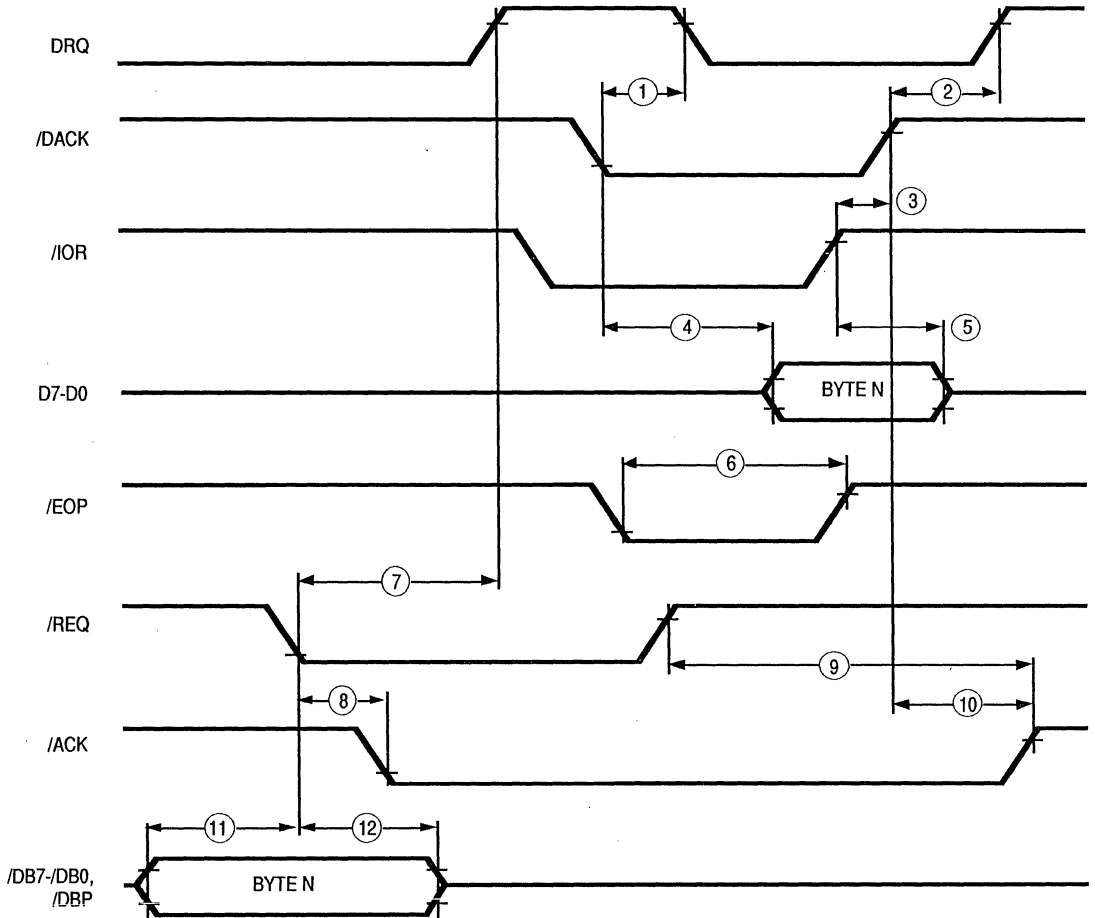 DRQ
① ②
/DACK
③
/IOR
④ ⑤
D7-D0 BYTE N
⑥
/EOP
⑦
/REQ
⑨
⑧ ⑩
/ACK
⑪ ⑫
/DB7-/DB0,
/DBP
BYTE N